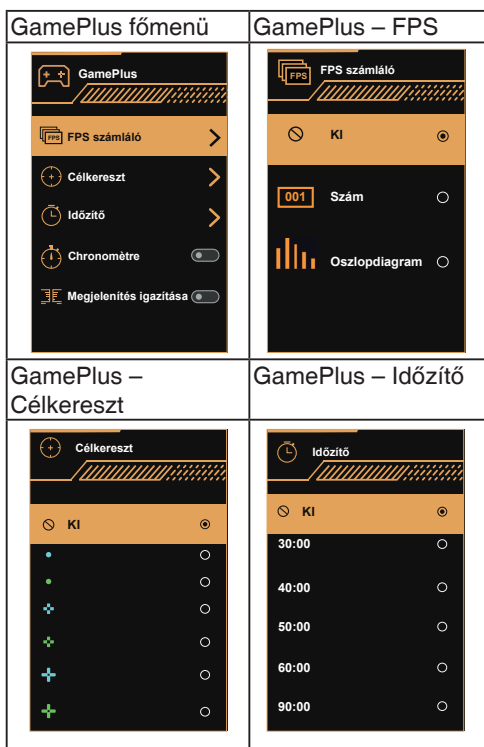 GamePlus főmenü
GamePlus
FPS
FPS számláló
Célkereszt
Időzítő
Chronomètre
Megjelenítés igazítása
GamePlus – FPS
FPS
FPS számláló
KI
001
Szám
Oszlopdiagram
GamePlus –
Célkereszt
Célkereszt
KI
GamePlus – Időzítő
Időzítő
KI
30:00
40:00
50:00
60:00
90:00